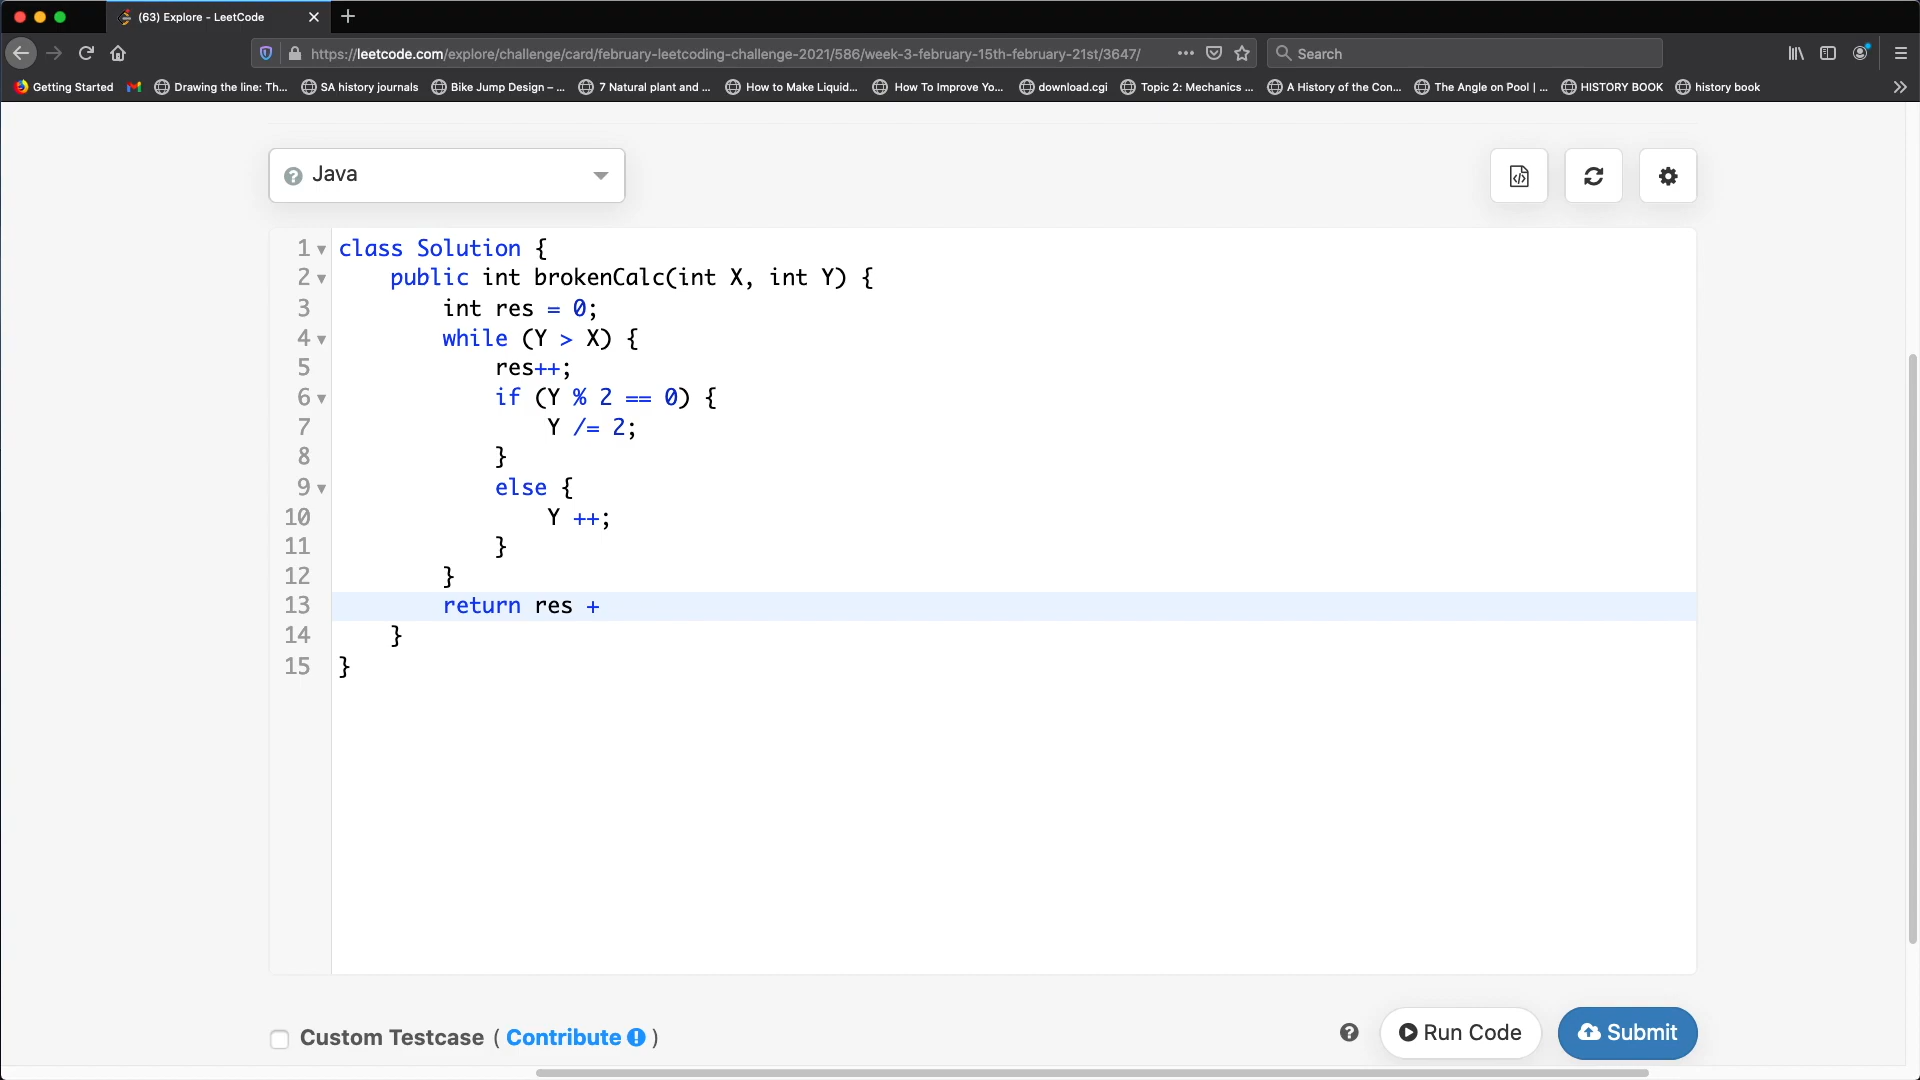 (63) Explore - LeetCode
https://leetcode.com/explore/challenge/card/february-leetcoding-challenge-2021/586/week-3-february-15th-february-21st/3647/
Search
Getting Started
Drawing the line: Th...
SA history journals
Bike Jump Design – ...
7 Natural plant and ...
How to Make Liquid...
How To Improve Yo...
download.cgi
Topic 2: Mechanics ...
A History of the Con...
The Angle on Pool | ...
HISTORY BOOK
history book
Java
1 class Solution {
2 public int brokenCalc(int X, int Y) {
3 int res = 0;
4 while (Y > X) {
5 res++;
6 if (Y % 2 == 0) {
7 Y /= 2;
8 }
9 else {
10 Y ++;
11 }
12 }
13 return res +
14 }
15 }
Custom Testcase ( Contribute )
Run Code
Submit